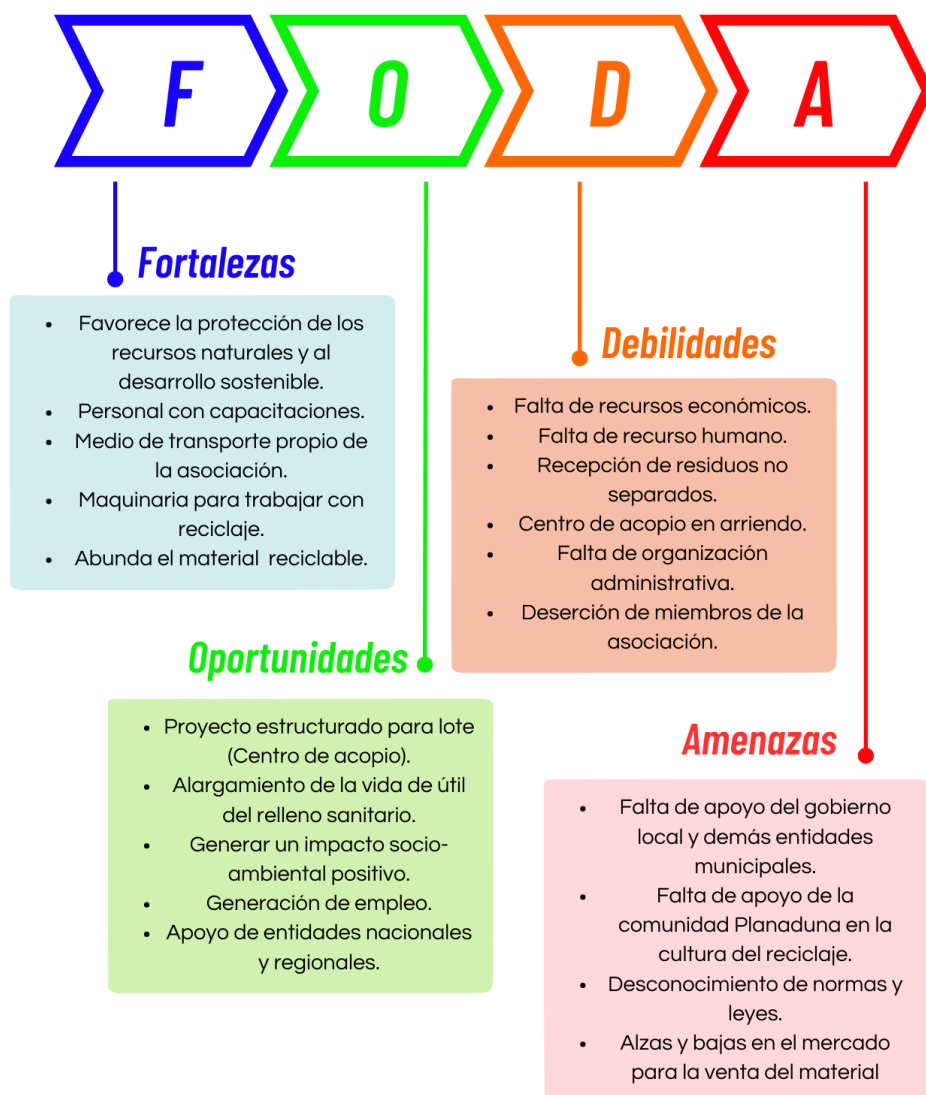 F O D A
Fortalezas
• Favorece la protección de los
recursos naturales y al
desarrollo sostenible.
• Personal con capacitaciones.
• Medio de transporte propio de
la asociación.
• Maquinaria para trabajar con
reciclaje.
• Abunda el material reciclable.
Oportunidades
• Proyecto estructurado para lote
(Centro de acopio).
• Alargamiento de la vida de útil
del relleno sanitario.
• Generar un impacto socio-
ambiental positivo.
• Generación de empleo.
• Apoyo de entidades nacionales
y regionales.
Debilidades
• Falta de recursos económicos.
• Falta de recurso humano.
• Recepción de residuos no
separados.
• Centro de acopio en arriendo.
• Falta de organización
administrativa.
• Deserción de miembros de la
asociación.
Amenazas
• Falta de apoyo del gobierno
local y demás entidades
municipales.
• Falta de apoyo de la
comunidad Planaduna en la
cultura del reciclaje.
• Desconocimiento de normas y
leyes.
• Alzas y bajas en el mercado
para la venta del material